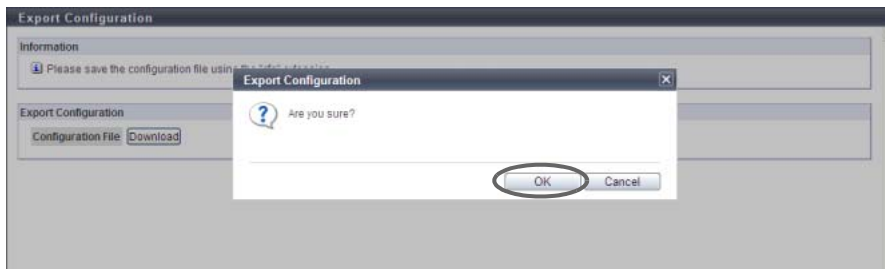 Export Configuration
Information
Please save the configuration file using
Export Configuration
Are you sure?
OK Cancel
Export Configuration
Configuration File Download